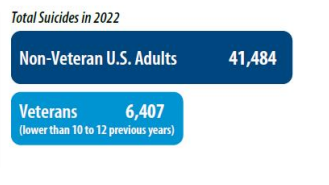 Total Suicides in 2022
Non-Veteran U.S. Adults 41,484
Veterans 6,407
(lower than 10 to 12 previous years)